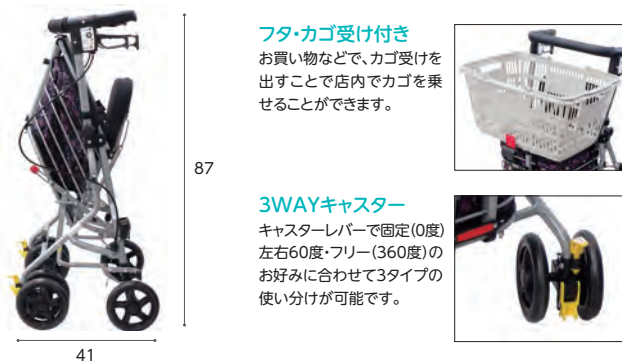 フタ・カゴ受け付き
お買い物などで、カゴ受けを
出すことで店内でカゴを乗
せることができます。
87
3WAYキャスター
キャスターレバーで固定(0度)
左右60度・フリー(360度)の
お好みに合わせて3タイプの
使い分けが可能です。
41